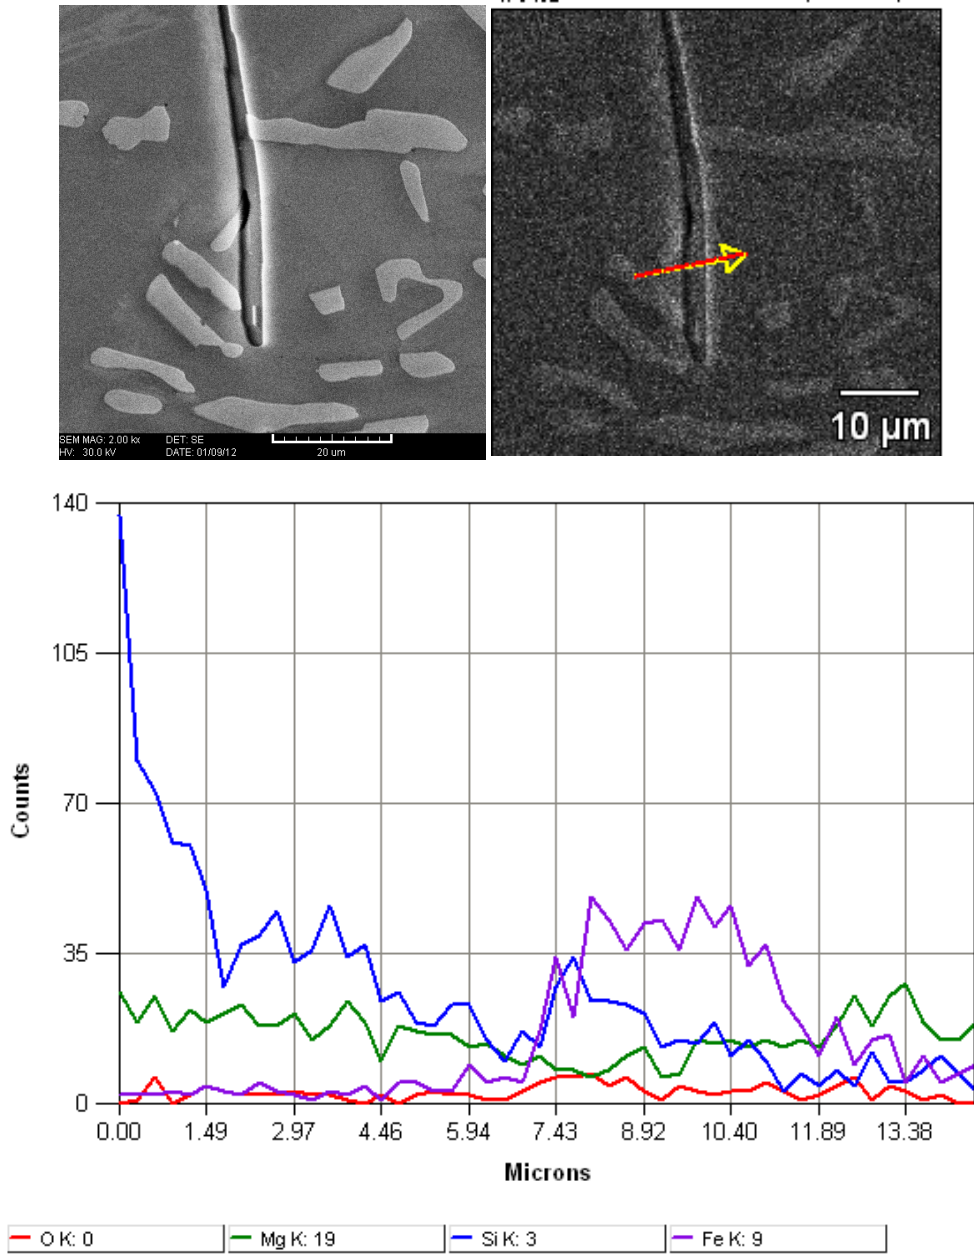 SEM MAG: 2.00 kx DET: SE
HV: 30.0 kV DATE: 01/09/12 20 um
10 µm
140
105
70
35
0
Counts
0.00 1.49 2.97 4.46 5.94 7.43 8.92 10.40 11.89 13.38
Microns
O K: 0 Mg K: 19 Si K: 3 Fe K: 9